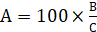 A = 100 × B/C